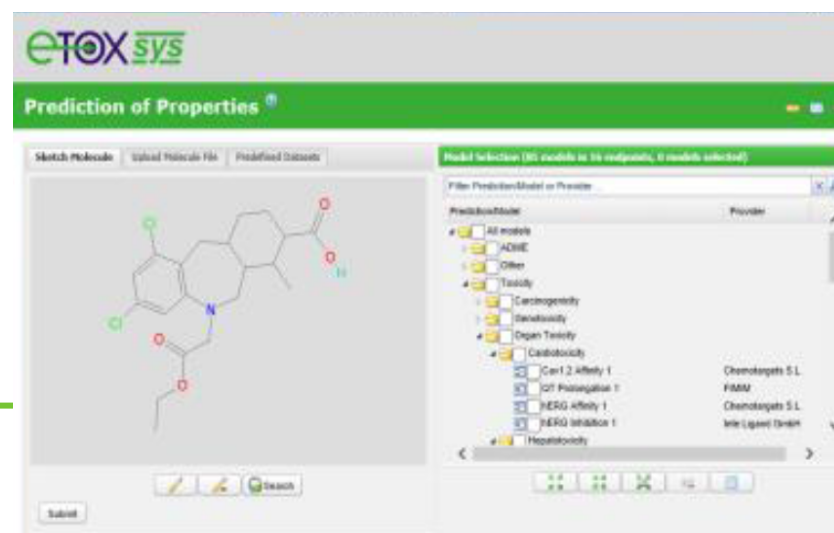 eTOXsys
Prediction of Properties
Sketch Molecule
Upload Molecule File
Predefined Datasets
Model Selection (85 models in 16 endpoints, 0 models selected)
Filter Prediction/Model or Provider ...
Prediction/Model
Provider
All models
ADME
Other
Toxicity
Carcinogenicity
Genotoxicity
Organ Toxicity
Cardiotoxicity
Cav1.2 Affinity 1
Chemotargets S.L.
QT Prolongation 1
FIMIM
hERG Affinity 1
Chemotargets S.L.
hERG Inhibition 1
Inte:Ligand GmbH
Hepatotoxicity
Cl
Cl
N
O
O
H
O
O
Search
Submit